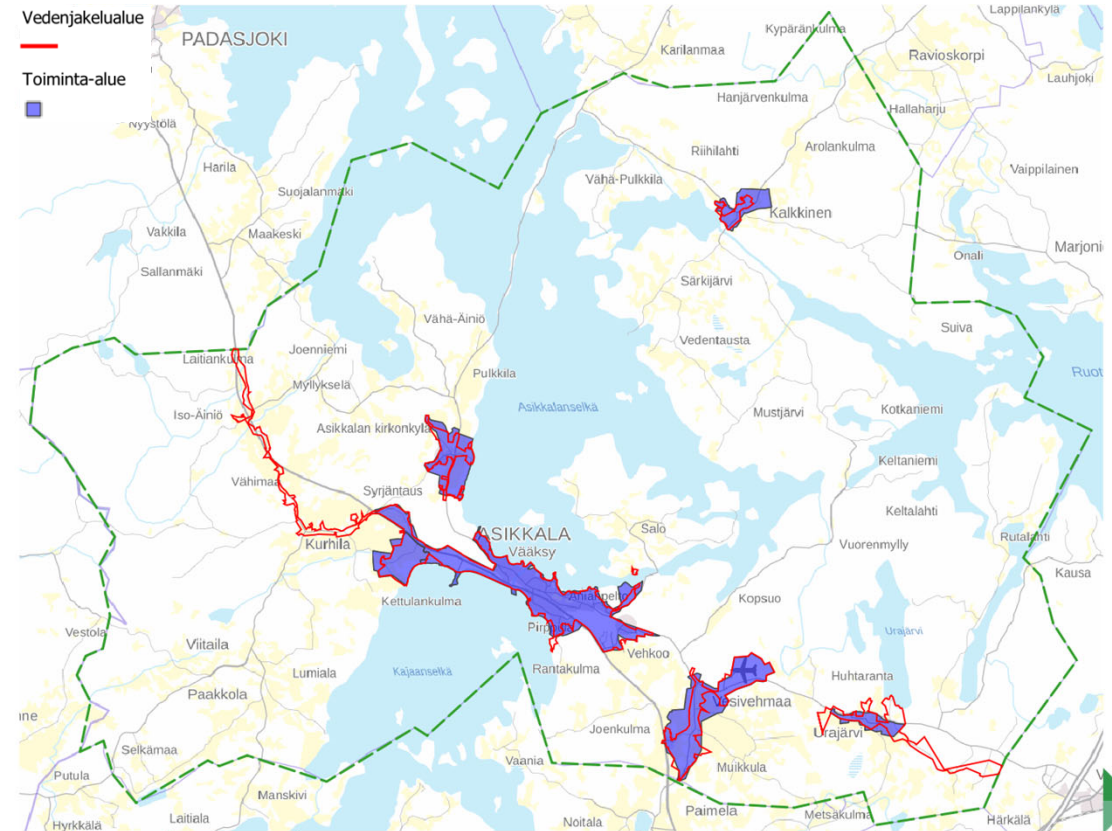 Vedenjakelualue
Toiminta-alue
PADASJOKI
Lappilankylä
Kypäränkulma
Karilanmaa
Ravioskorpi
Lauhjoki
Hanjärvenkulma
Hallaharju
Nyystölä
Harila
Riihilahti
Arolankulma
Vaippilainen
Suojalanmäki
Vähä-Pulkkila
Kalkkinen
Vakkila
Maakeski
Marjoni
Onali
Sallanmäki
Särkijärvi
Vähä-Äiniö
Suiva
Vedentausta
Laitiankulma
Joenniemi
Myllykselä
Pulkkila
Ruot
Iso-Äiniö
Asikkalanselkä
Mustjärvi
Kotkaniemi
Asikkalan kirkonkylä
Keltaniemi
Vähimaa
Syrjäntaus
Keltalahti
ASIKKALA
Vääksy
Salo
Kurhila
Vuorenmylly
Rutalahti
Kausa
Kettulankulma
Anianpelto
Kopsuo
Vestola
Viitaila
Urajärvi
Vehkoo
Lumiala
Kajaanselkä
Rantakulma
Huhtaranta
Paakkola
Vesivehmaa
Joenkulma
Urajärvi
Selkämaa
Vaania
Muikkula
Putula
Manskivi
Paimela
Metsäkulma
Laitiala
Noitala
Härkälä
Hyrkkälä